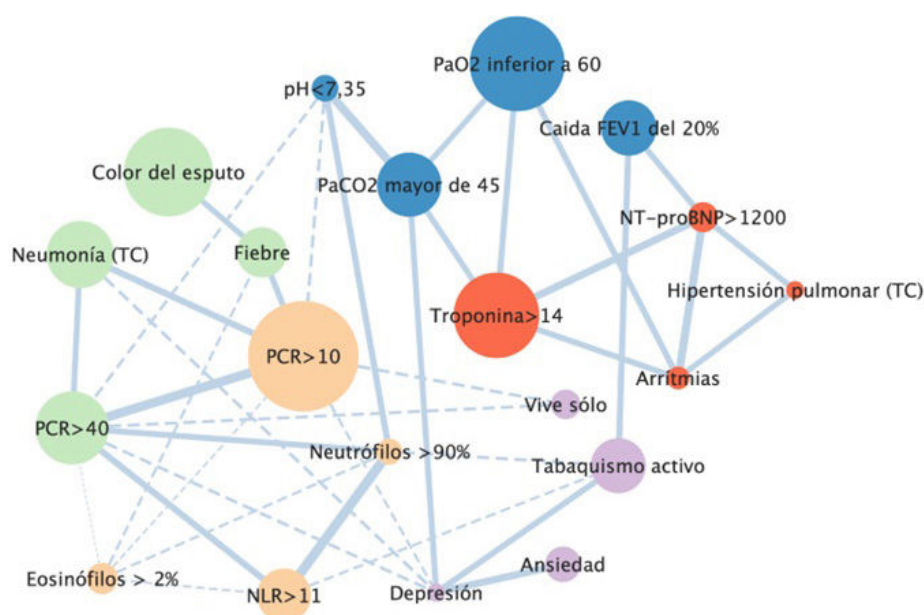 PaO2 inferior a 60
pH<7,35
Caida FEV1 del 20%
Color del esputo
PaCO2 mayor de 45
NT-proBNP>1200
Neumonía (TC)
Fiebre
Hipertensión pulmonar (TC)
Troponina>14
PCR>10
Arrítmias
Vive sólo
PCR>40
Neutrófilos >90%
Tabaquismo activo
Ansiedad
Eosinófilos > 2%
NLR>11
Depresión